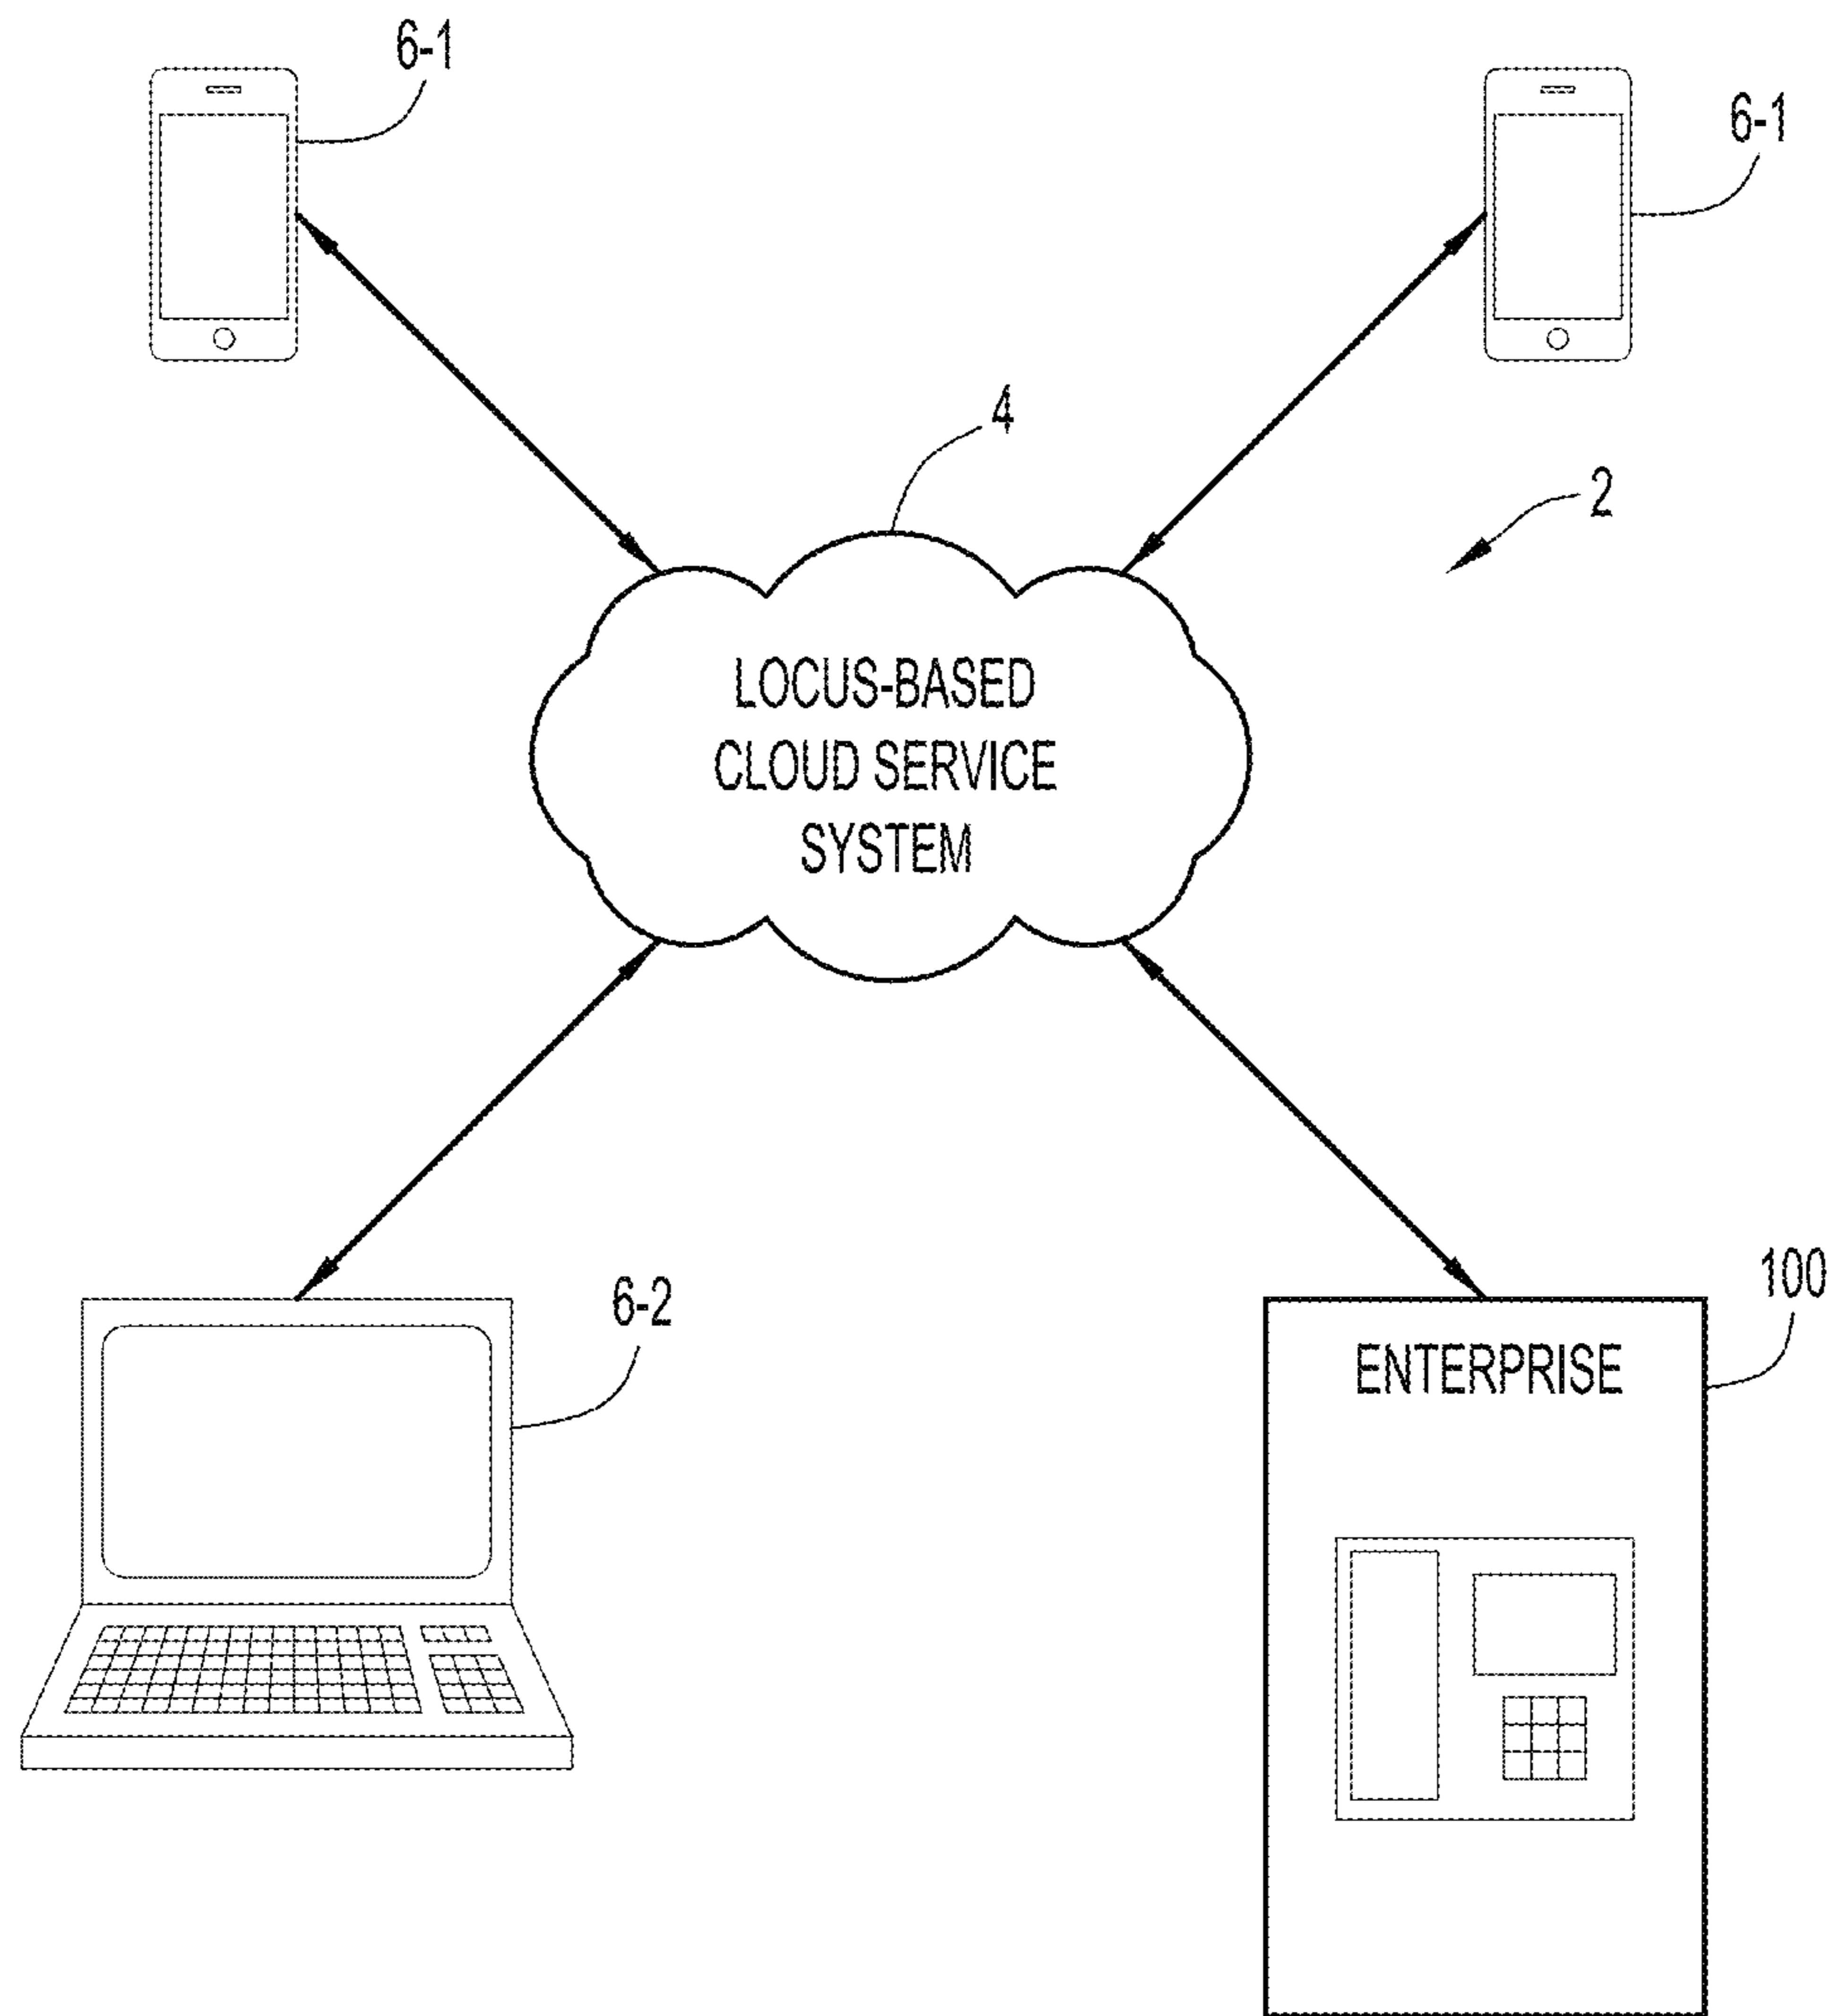 6-1
6-1
4
2
LOCUS-BASED
CLOUD SERVICE
SYSTEM
6-2
100
ENTERPRISE